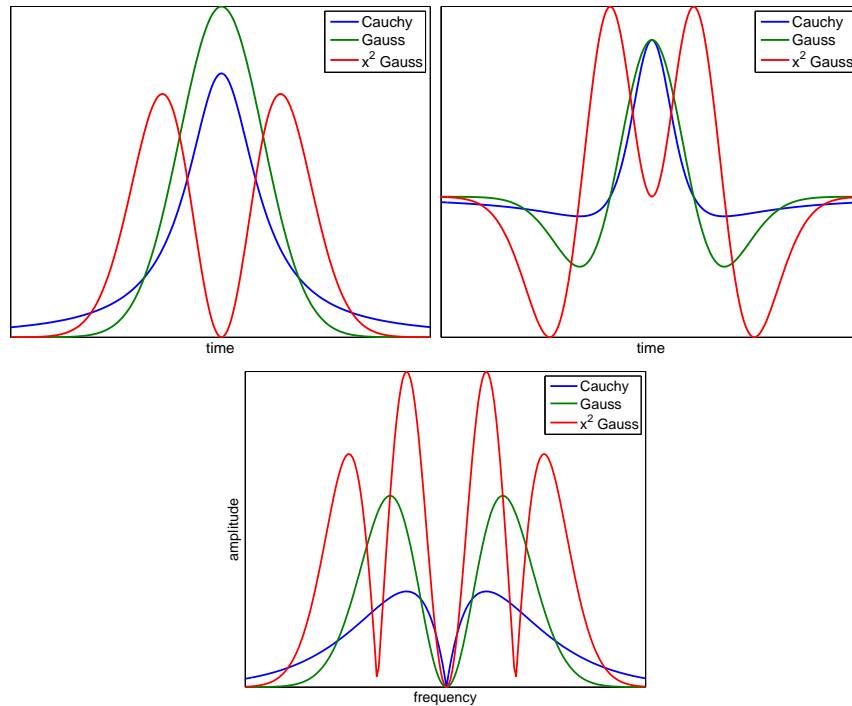 Cauchy
Gauss
x² Gauss
time
Cauchy
Gauss
x² Gauss
time
Cauchy
Gauss
x² Gauss
amplitude
frequency